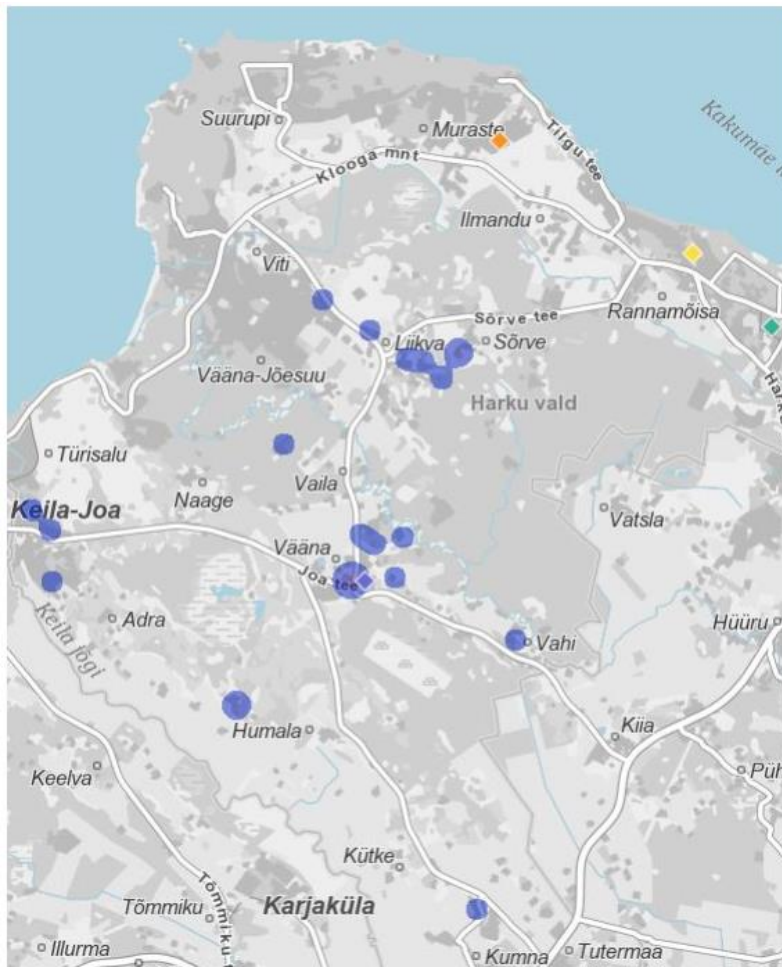 Suurupi
Muraste
Kakumäe
Tilgu tee
Klooga mnt
Ilmandu
Viti
Rannamõisa
Sõrve tee
Liikva
Sõrve
Vääna-Jõesuu
Harku vald
Türisalu
Vaila
Naage
Keila-Joa
Vatsla
Vääna
Joa tee
Adra
Keila jõgi
Hüüru
Vahi
Humala
Kiia
Keelva
Püh
Kütke
Karjaküla
Tõmmiku
Tõmmiku-t
Illurma
Kumna
Tutermaa